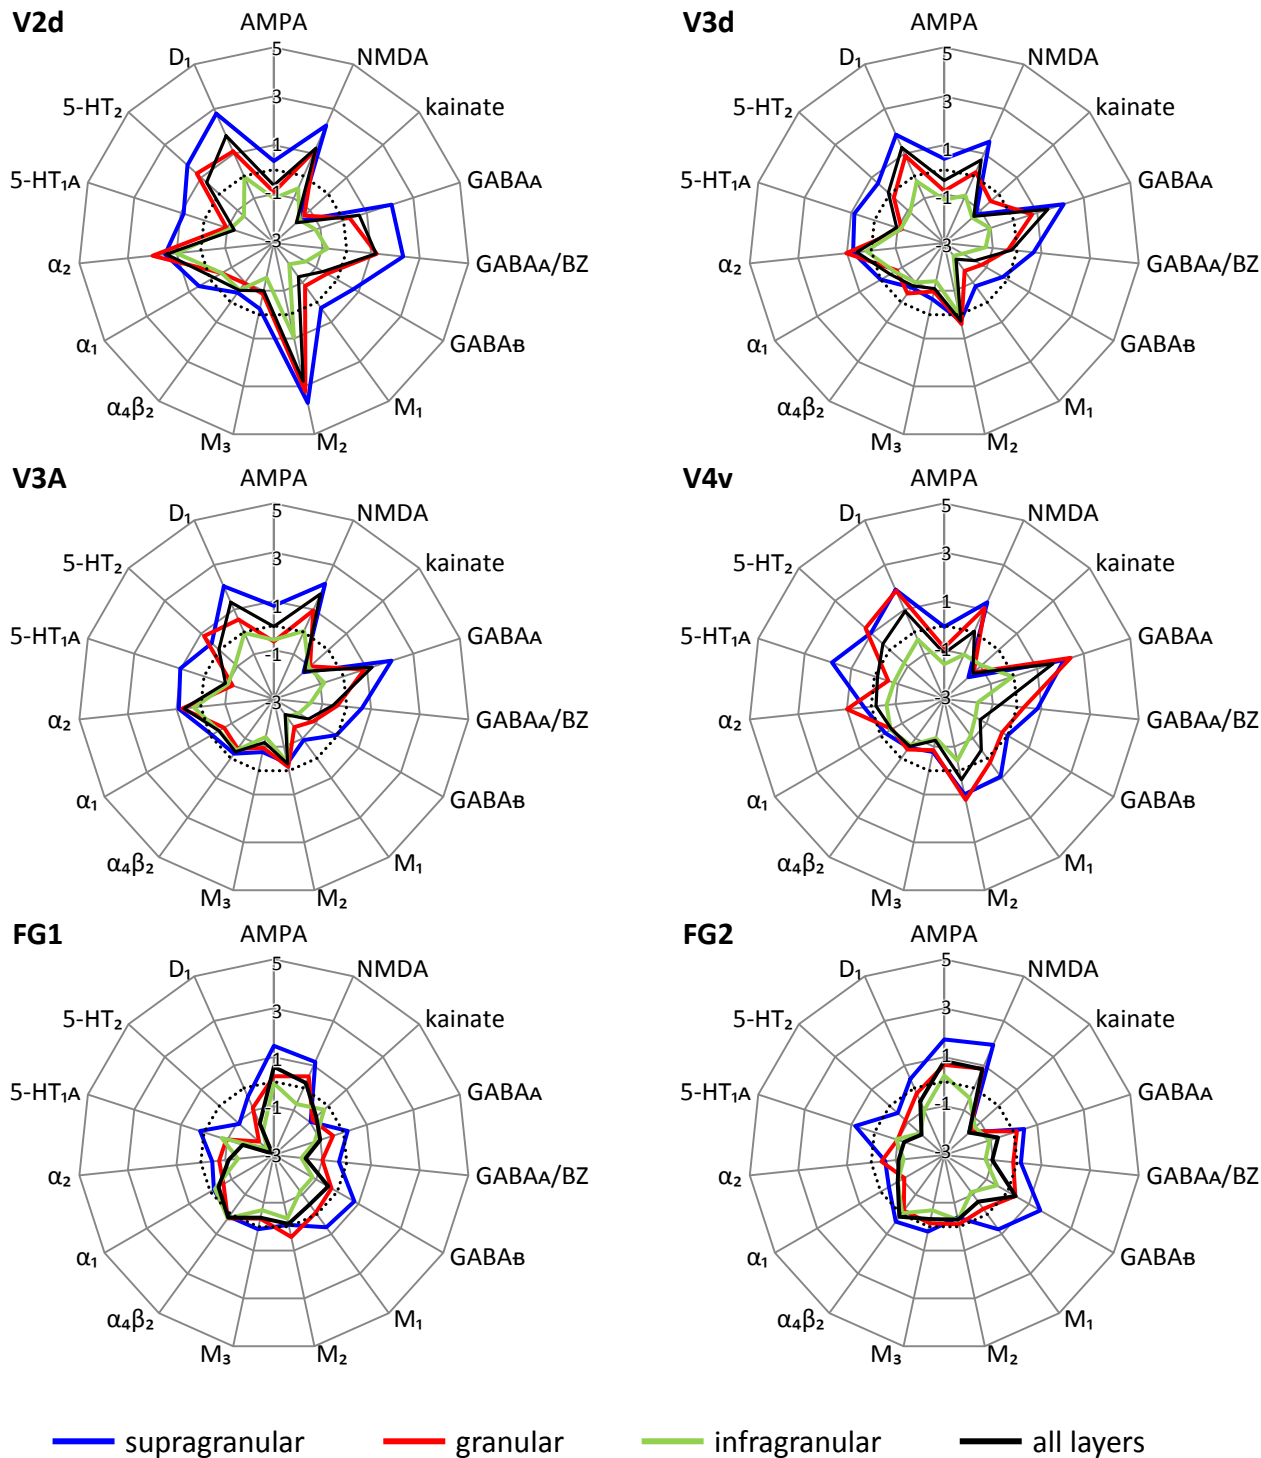 V2d
AMPA
NMDA
kainate
GABAA
GABAA/BZ
GABAB
M₁
M₂
M₃
α₄β₂
α₁
α₂
5-HT₁A
5-HT₂
D₁
5
3
1
-1
-3
V3d
AMPA
NMDA
kainate
GABAA
GABAA/BZ
GABAB
M₁
M₂
M₃
α₄β₂
α₁
α₂
5-HT₁A
5-HT₂
D₁
5
3
1
-1
-3
V3A
AMPA
NMDA
kainate
GABAA
GABAA/BZ
GABAB
M₁
M₂
M₃
α₄β₂
α₁
α₂
5-HT₁A
5-HT₂
D₁
5
3
1
-1
-3
V4v
AMPA
NMDA
kainate
GABAA
GABAA/BZ
GABAB
M₁
M₂
M₃
α₄β₂
α₁
α₂
5-HT₁A
5-HT₂
D₁
5
3
1
-1
-3
FG1
AMPA
NMDA
kainate
GABAA
GABAA/BZ
GABAB
M₁
M₂
M₃
α₄β₂
α₁
α₂
5-HT₁A
5-HT₂
D₁
5
3
1
-1
-3
FG2
AMPA
NMDA
kainate
GABAA
GABAA/BZ
GABAB
M₁
M₂
M₃
α₄β₂
α₁
α₂
5-HT₁A
5-HT₂
D₁
5
3
1
-1
-3
supragranular
granular
infragranular
all layers